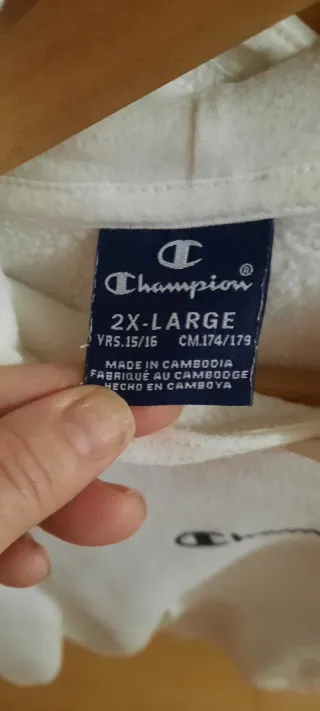 Champion®
2X-LARGE
YRS.15/16 CM.174/179
MADE IN CAMBODIA
FABRIQUÉ AU CAMBODGE
HECHO EN CAMBOYA